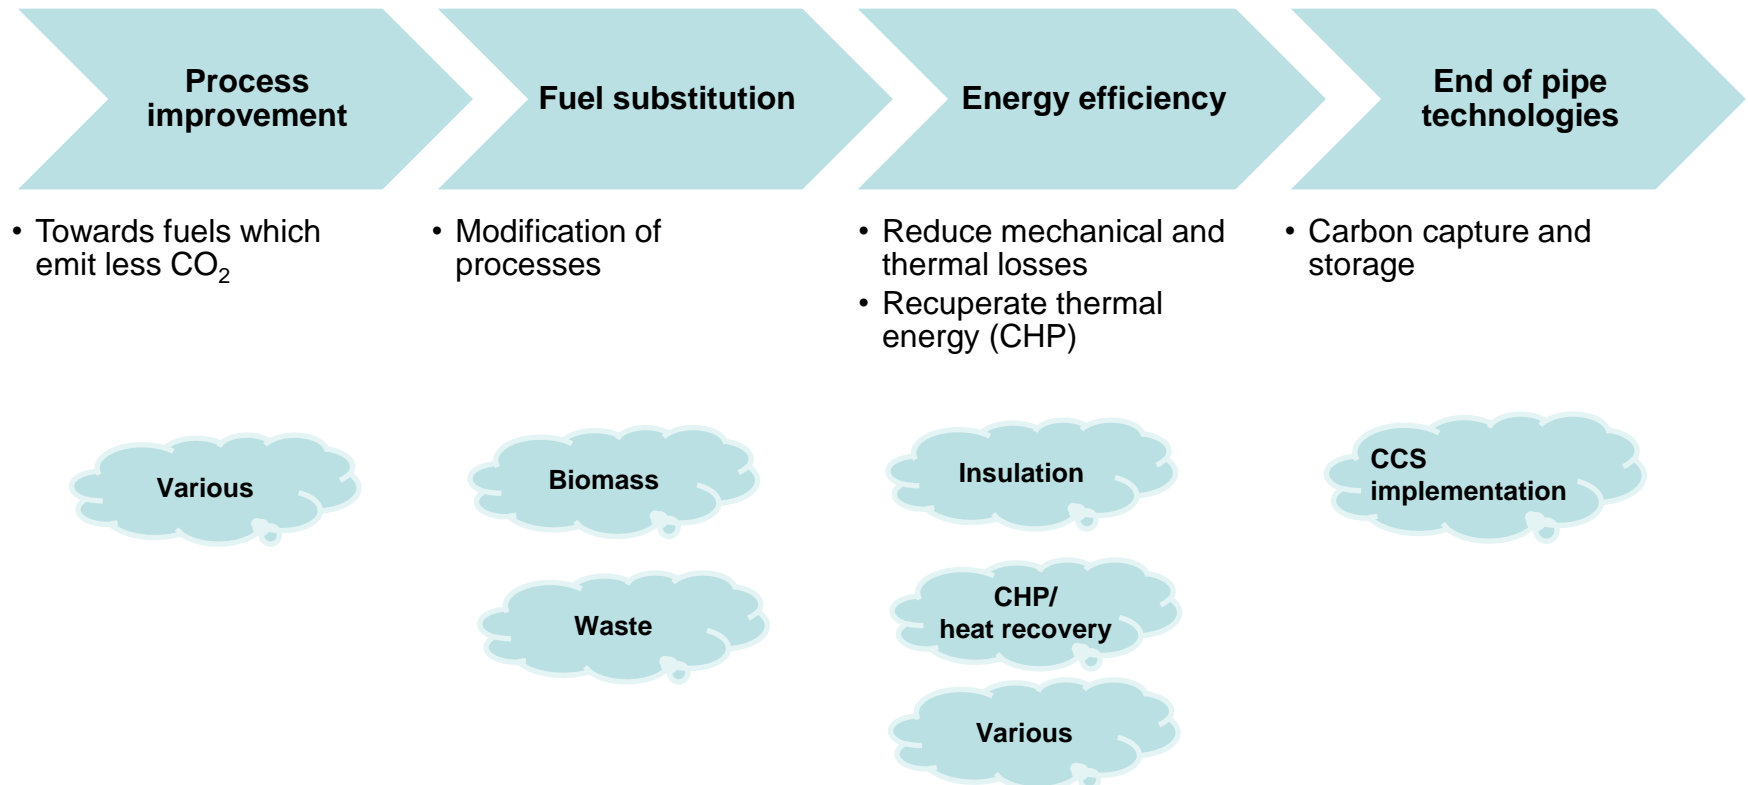 Process
improvement
Fuel substitution
Energy efficiency
End of pipe
technologies
• Towards fuels which
emit less CO₂
• Modification of
processes
• Reduce mechanical and
thermal losses
• Recuperate thermal
energy (CHP)
• Carbon capture and
storage
Various
Biomass
Waste
Insulation
CHP/
heat recovery
Various
CCS
implementation